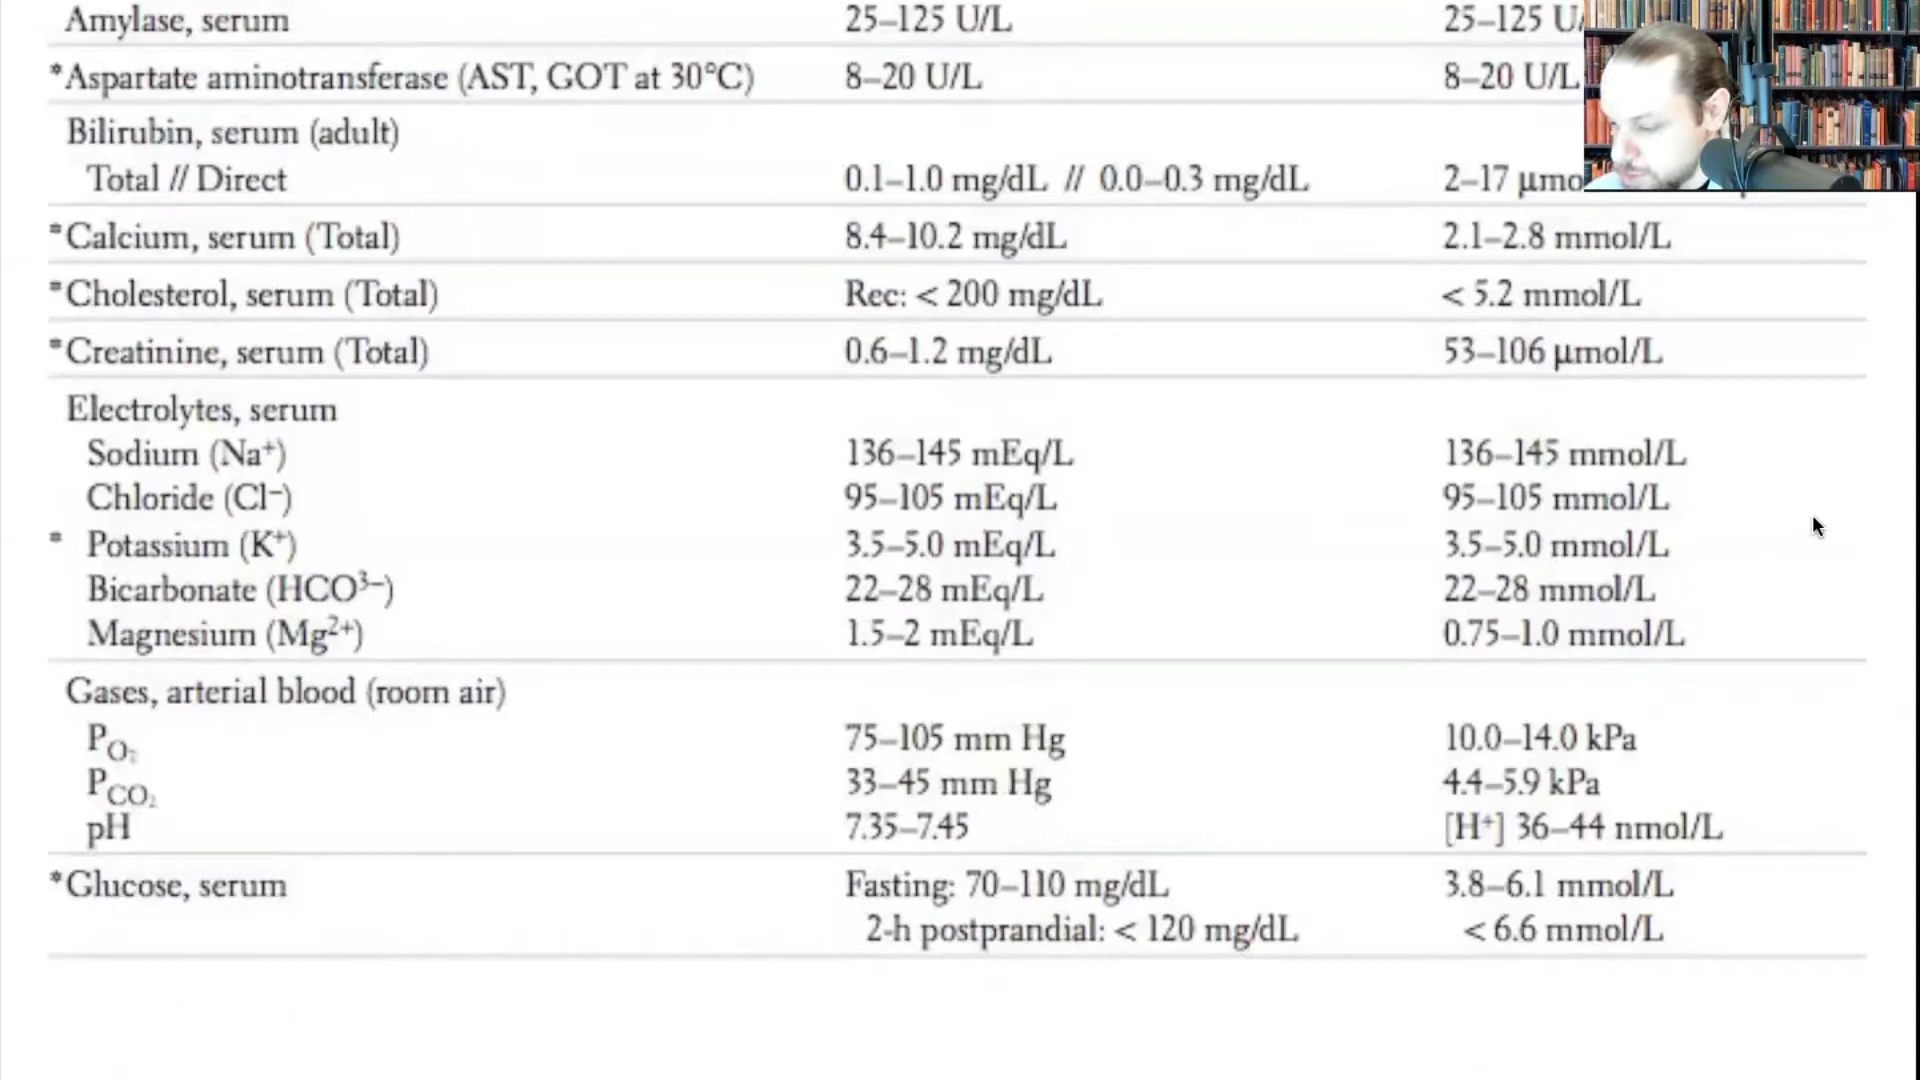 Amylase, serum 25–125 U/L 25–125 U/
*Aspartate aminotransferase (AST, GOT at 30°C) 8–20 U/L 8–20 U/L
Bilirubin, serum (adult)
Total // Direct 0.1–1.0 mg/dL // 0.0–0.3 mg/dL 2–17 µmo
*Calcium, serum (Total) 8.4–10.2 mg/dL 2.1–2.8 mmol/L
*Cholesterol, serum (Total) Rec: < 200 mg/dL < 5.2 mmol/L
*Creatinine, serum (Total) 0.6–1.2 mg/dL 53–106 µmol/L
Electrolytes, serum
Sodium (Na⁺) 136–145 mEq/L 136–145 mmol/L
Chloride (Cl⁻) 95–105 mEq/L 95–105 mmol/L
* Potassium (K⁺) 3.5–5.0 mEq/L 3.5–5.0 mmol/L
Bicarbonate (HCO³⁻) 22–28 mEq/L 22–28 mmol/L
Magnesium (Mg²⁺) 1.5–2 mEq/L 0.75–1.0 mmol/L
Gases, arterial blood (room air)
P_O₂ 75–105 mm Hg 10.0–14.0 kPa
P_CO₂ 33–45 mm Hg 4.4–5.9 kPa
pH 7.35–7.45 [H⁺] 36–44 nmol/L
*Glucose, serum Fasting: 70–110 mg/dL 3.8–6.1 mmol/L
2-h postprandial: < 120 mg/dL < 6.6 mmol/L